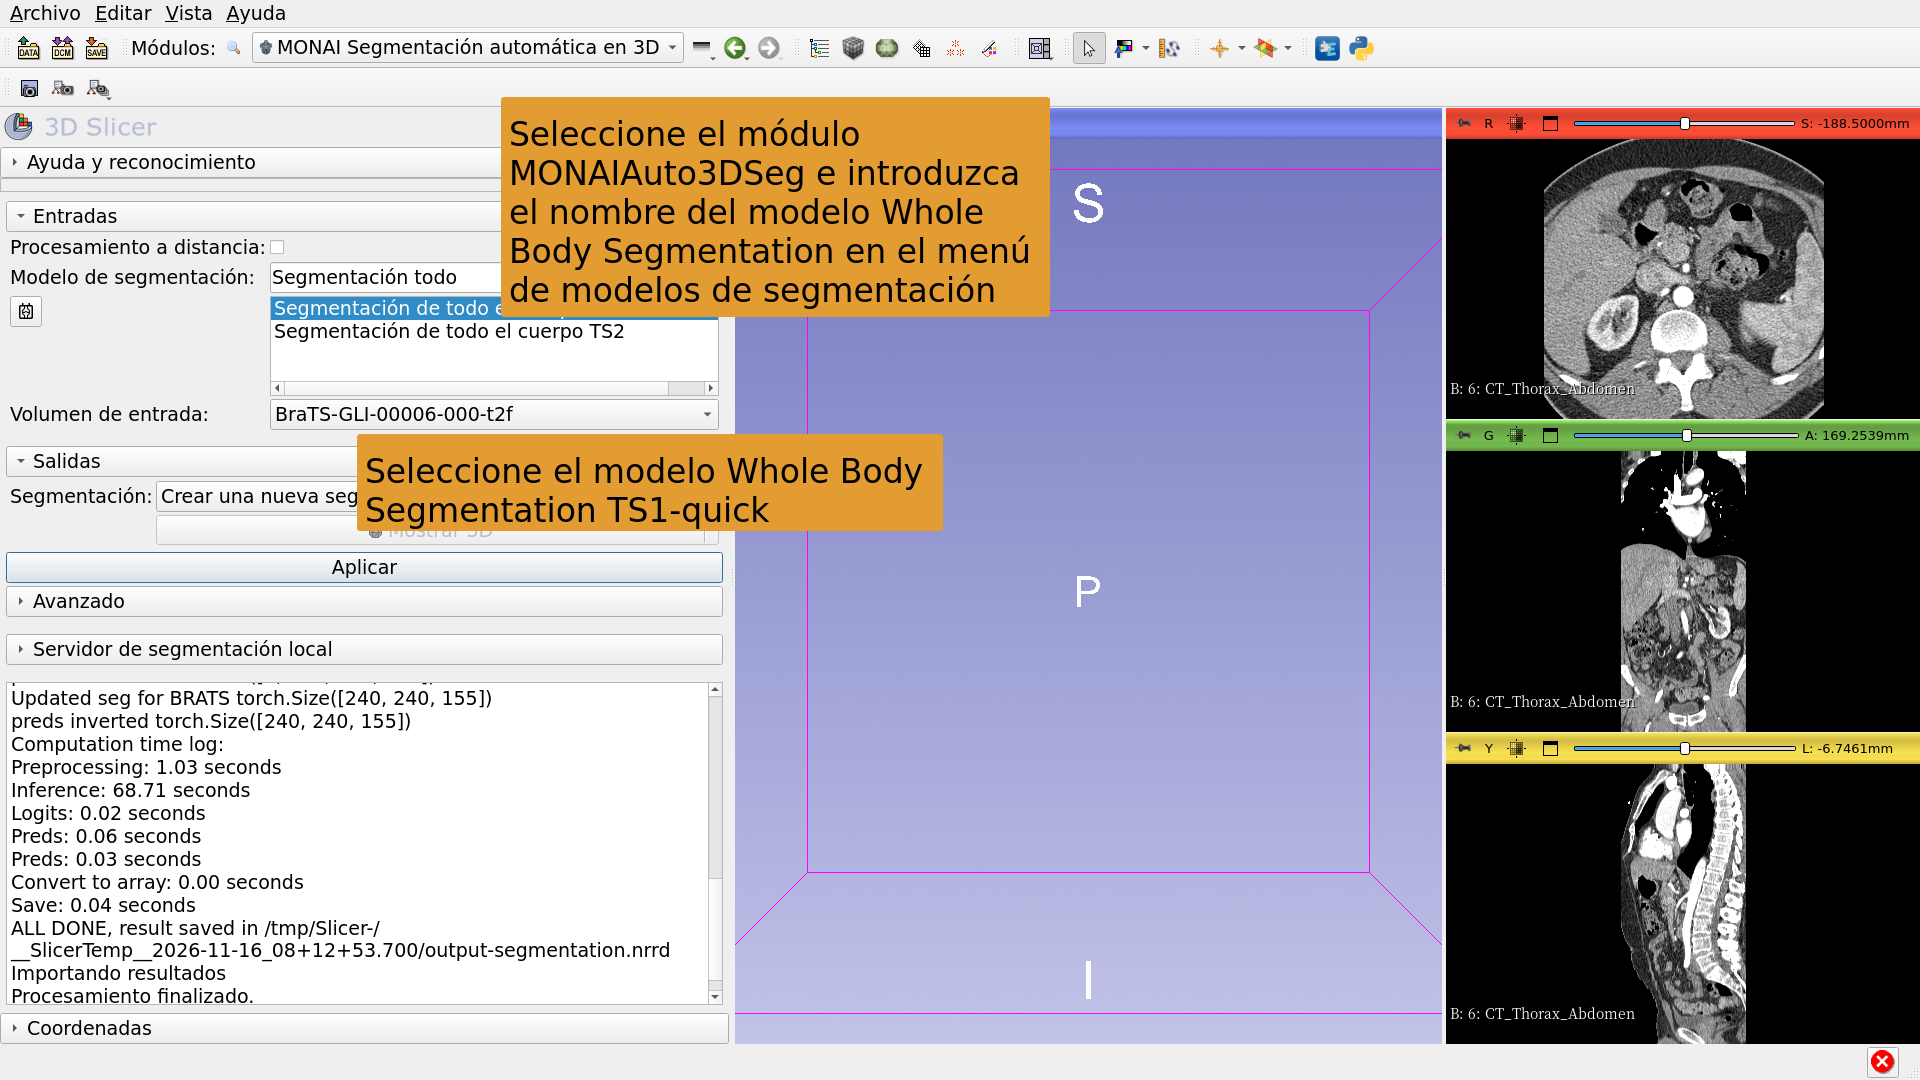 Archivo Editar Vista Ayuda
DATA DCM SAVE Módulos: MONAI Segmentación automática en 3D
3D Slicer
Ayuda y reconocimiento
Entradas
Procesamiento a distancia:
Modelo de segmentación: Segmentación todo
Segmentación de todo
Segmentación de todo el cuerpo TS2
Volumen de entrada: BraTS-GLI-00006-000-t2f
Salidas
Segmentación: Crear una nueva seg
Mostrar 3D
Aplicar
Avanzado
Servidor de segmentación local
Updated seg for BRATS torch.Size([240, 240, 155])
preds inverted torch.Size([240, 240, 155])
Computation time log:
Preprocessing: 1.03 seconds
Inference: 68.71 seconds
Logits: 0.02 seconds
Preds: 0.06 seconds
Preds: 0.03 seconds
Convert to array: 0.00 seconds
Save: 0.04 seconds
ALL DONE, result saved in /tmp/Slicer-/
__SlicerTemp__2026-11-16_08+12+53.700/output-segmentation.nrrd
Importando resultados
Procesamiento finalizado.
Coordenadas
Seleccione el módulo
MONAIAuto3DSeg e introduzca
el nombre del modelo Whole
Body Segmentation en el menú
de modelos de segmentación
Seleccione el modelo Whole Body
Segmentation TS1-quick
S
P
I
R S: -188.5000mm
B: 6: CT_Thorax_Abdomen
G A: 169.2539mm
B: 6: CT_Thorax_Abdomen
Y L: -6.7461mm
B: 6: CT_Thorax_Abdomen